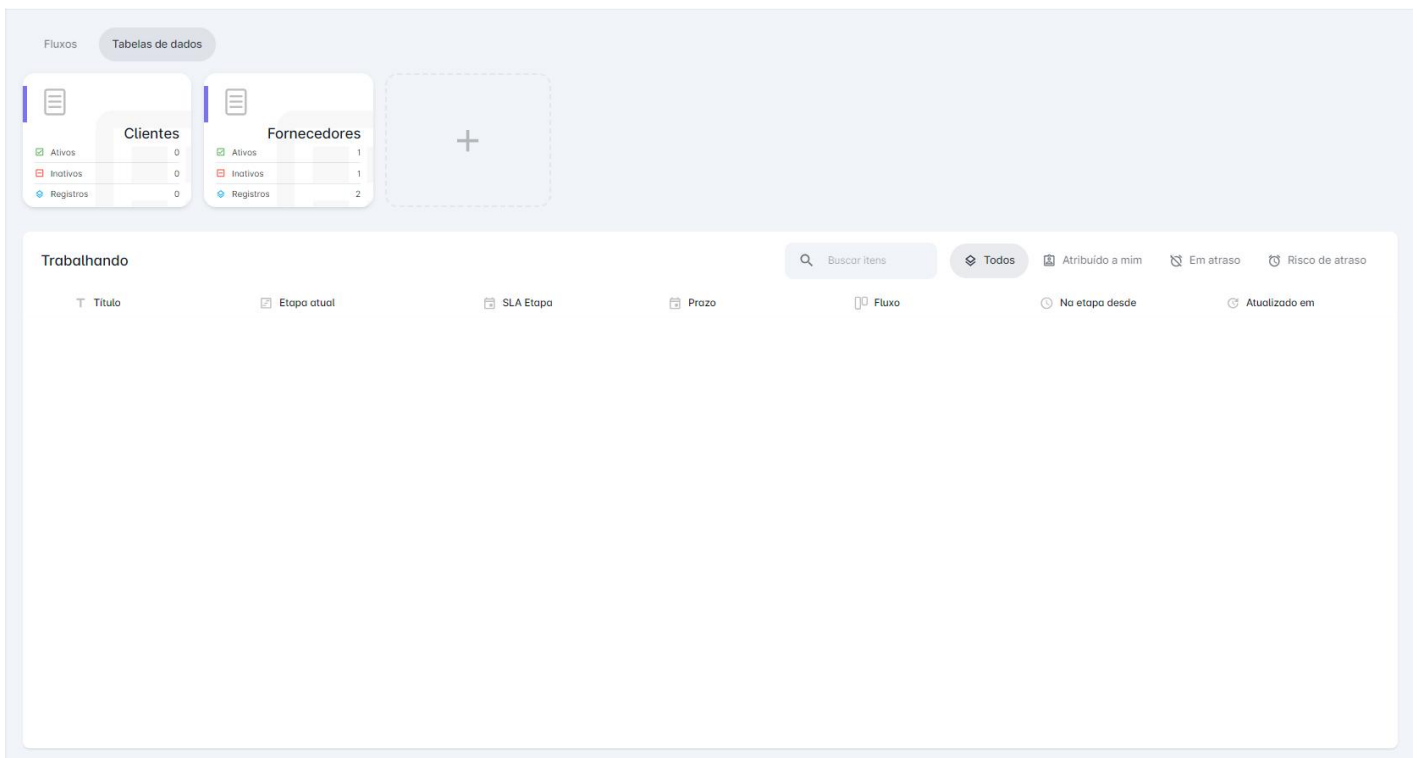 Fluxos Tabelas de dados
Clientes
Ativos 0
Inativos 0
Registros 0
Fornecedores
Ativos 1
Inativos 1
Registros 2
+
Trabalhando Buscar itens Todos Atribuído a mim Em atraso Risco de atraso
Título Etapa atual SLA Etapa Prazo Fluxo Na etapa desde Atualizado em